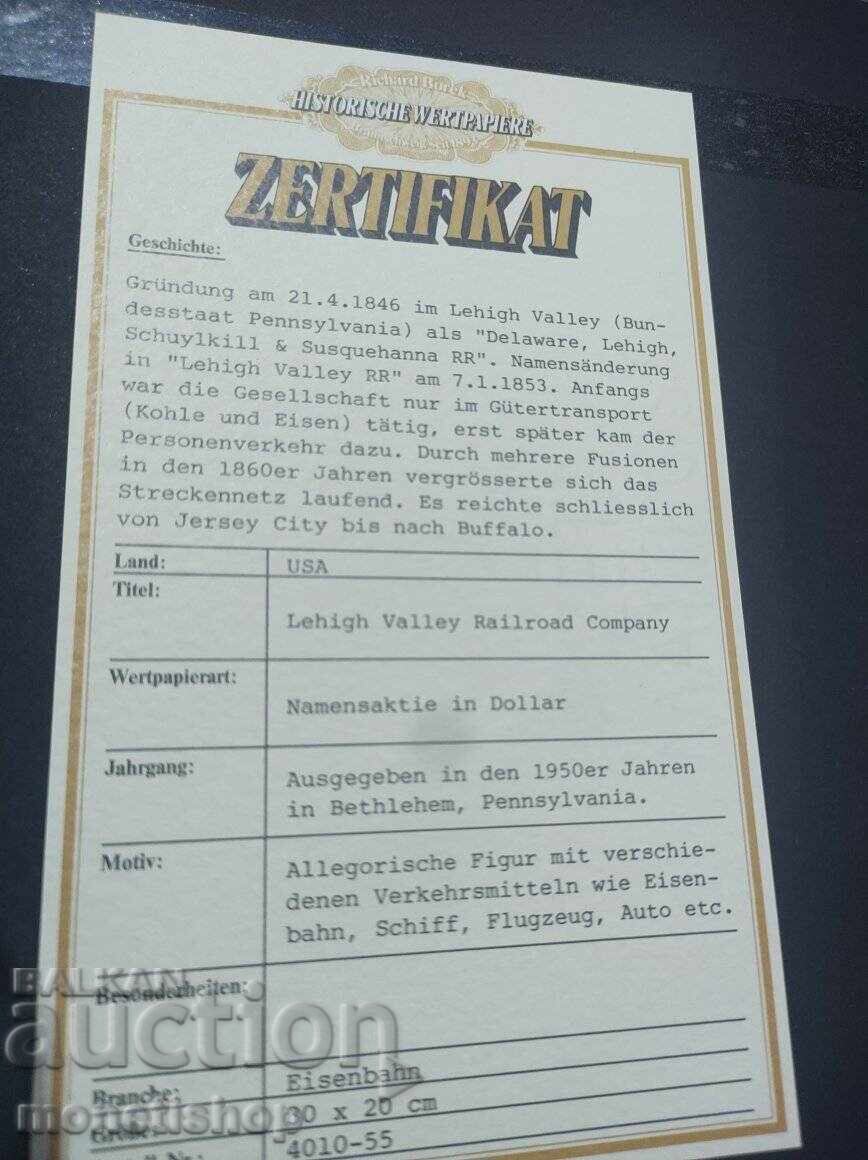 Richard Borek
HISTORISCHE WERTPAPIERE
ZERTIFIKAT
Geschichte:
Gründung am 21.4.1846 im Lehigh Valley (Bun-
desstaat Pennsylvania) als "Delaware, Lehigh,
Schuylkill & Susquehanna RR". Namensänderung
in "Lehigh Valley RR" am 7.1.1853. Anfangs
war die Gesellschaft nur im Gütertransport
(Kohle und Eisen) tätig, erst später kam der
Personenverkehr dazu. Durch mehrere Fusionen
in den 1860er Jahren vergrösserte sich das
Streckennetz laufend. Es reichte schliesslich
von Jersey City bis nach Buffalo.
Land: USA
Titel:
Lehigh Valley Railroad Company
Wertpapierart:
Namensaktie in Dollar
Jahrgang:
Ausgegeben in den 1950er Jahren
in Bethlehem, Pennsylvania.
Motiv:
Allegorische Figur mit verschie-
denen Verkehrsmitteln wie Eisen-
bahn, Schiff, Flugzeug, Auto etc.
Besonderheiten:
BALKAN
auction
Branche: Eisenbahn
monetishop
Größe: 30 x 20 cm
Nr.: 4010-55